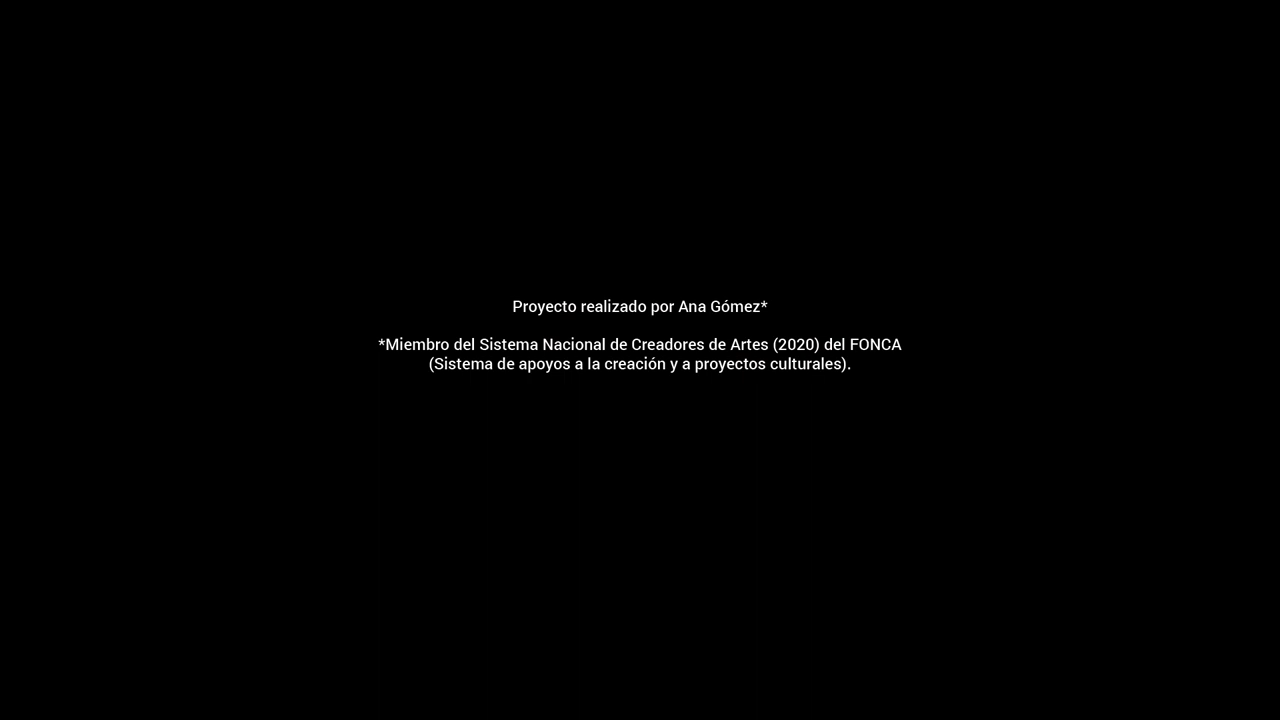 Proyecto realizado por Ana Gómez*
*Miembro del Sistema Nacional de Creadores de Artes (2020) del FONCA
(Sistema de apoyos a la creación y a proyectos culturales).